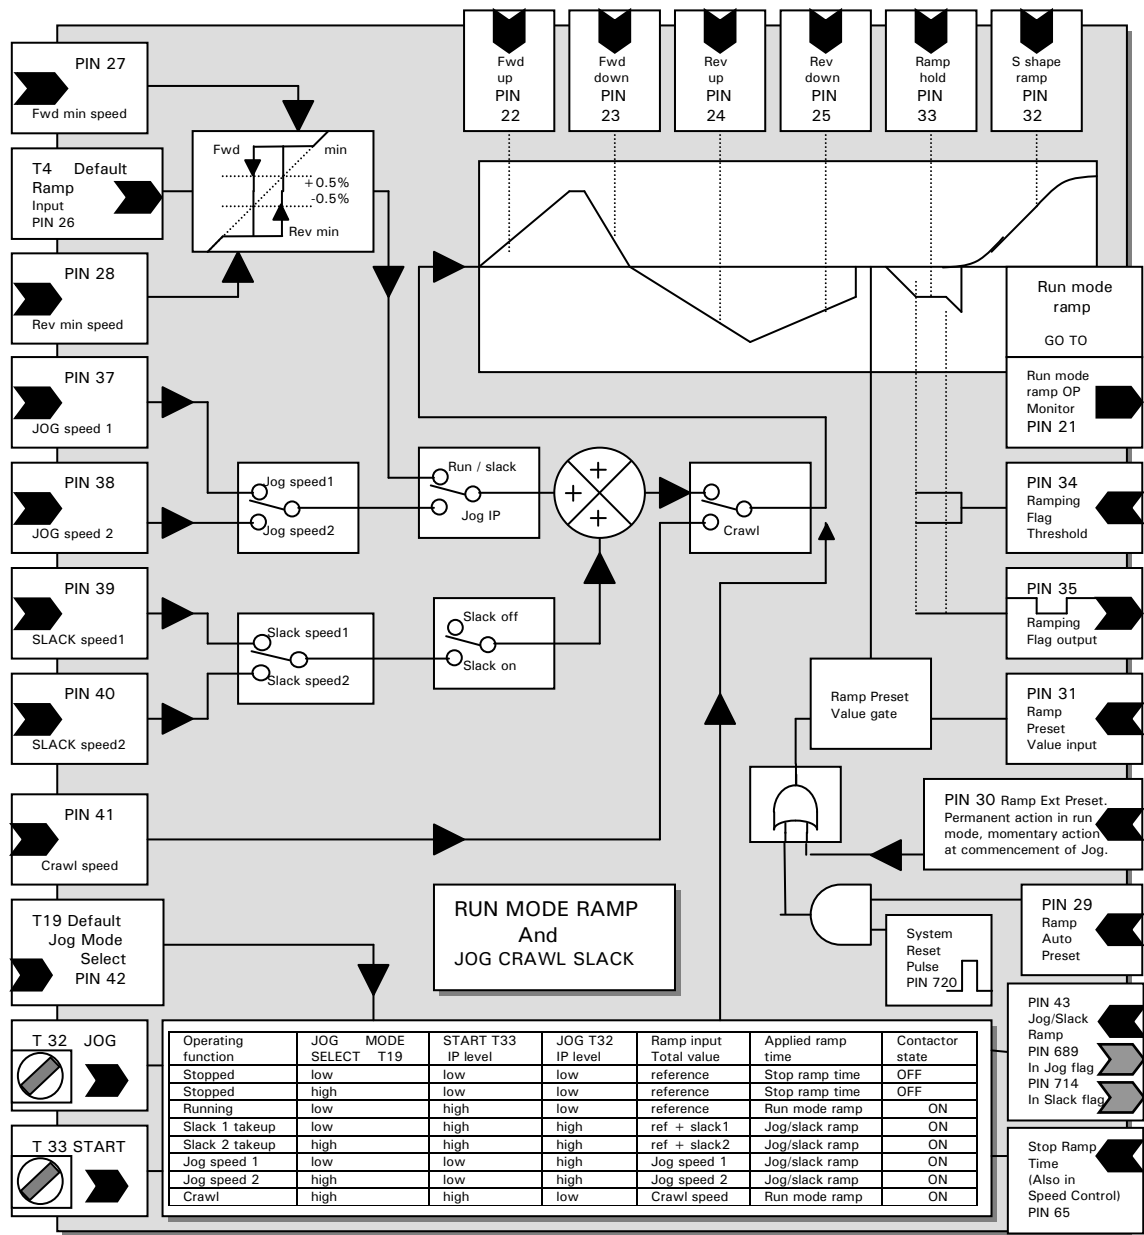 PIN 27
Fwd min speed
T4 Default
Ramp
Input
PIN 26
PIN 28
Rev min speed
PIN 37
JOG speed 1
PIN 38
JOG speed 2
PIN 39
SLACK speed1
PIN 40
SLACK speed2
PIN 41
Crawl speed
T19 Default
Jog Mode
Select
PIN 42
T 32 JOG
T 33 START
Fwd
up
PIN
22
Fwd
down
PIN
23
Rev
up
PIN
24
Rev
down
PIN
25
Ramp
hold
PIN
33
S shape
ramp
PIN
32
Fwd min
+0.5%
-0.5%
Rev min
Run mode
ramp
GO TO
Run mode
ramp OP
Monitor
PIN 21
PIN 34
Ramping
Flag
Threshold
PIN 35
Ramping
Flag output
PIN 31
Ramp
Preset
Value input
PIN 30 Ramp Ext Preset.
Permanent action in run
mode, momentary action
at commencement of Jog.
PIN 29
Ramp
Auto
Preset
System
Reset
Pulse
PIN 720
PIN 43
Jog/Slack
Ramp
PIN 689
In Jog flag
PIN 714
In Slack flag
Stop Ramp
Time
(Also in
Speed Control)
PIN 65
Jog speed1
Jog speed2
Run / slack
Jog IP
+
+
+
Crawl
Slack speed1
Slack speed2
Slack off
Slack on
Ramp Preset
Value gate
RUN MODE RAMP
And
JOG CRAWL SLACK
Operating function JOG MODE SELECT T19 START T33 IP level JOG T32 IP level Ramp input Total value Applied ramp time Contactor state
Stopped low low low reference Stop ramp time OFF
Stopped high low low reference Stop ramp time OFF
Running low high low reference Run mode ramp ON
Slack 1 takeup low high high ref + slack1 Jog/slack ramp ON
Slack 2 takeup high high high ref + slack2 Jog/slack ramp ON
Jog speed 1 low low high Jog speed 1 Jog/slack ramp ON
Jog speed 2 high low high Jog speed 2 Jog/slack ramp ON
Crawl high high low Crawl speed Run mode ramp ON